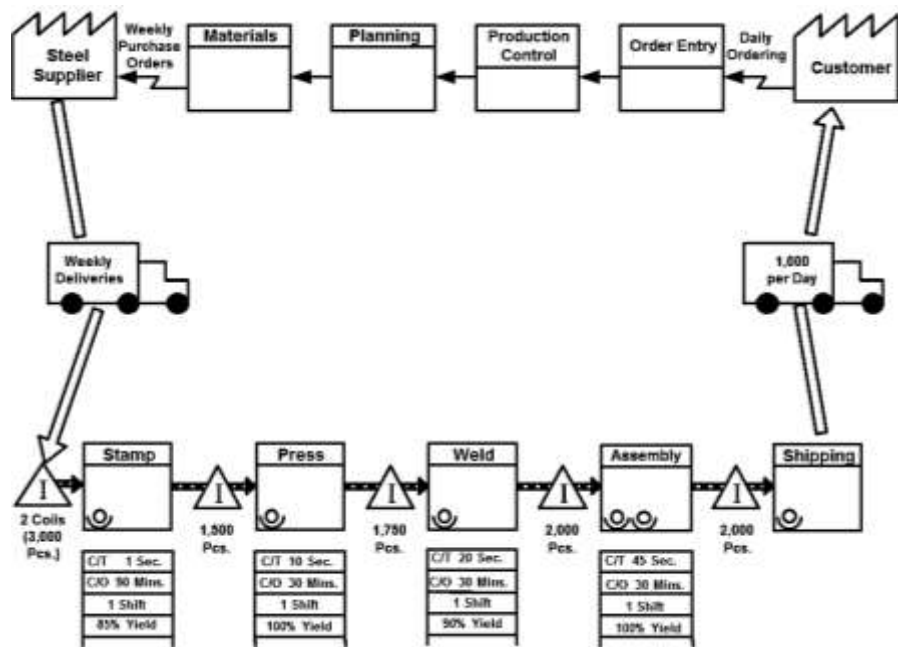 Steel
Supplier
Weekly
Purchase
Orders
Materials
Planning
Production
Control
Order Entry
Daily
Ordering
Customer
Weekly
Deliveries
1,000
per Day
I
2 Coils
(3,000
Pcs.)
Stamp
I
1,500
Pcs.
Press
I
1,750
Pcs.
Weld
I
2,000
Pcs.
Assembly
I
2,000
Pcs.
Shipping
C/T 1 Sec.
C/O 90 Mins.
1 Shift
85% Yield
C/T 10 Sec.
C/O 30 Mins.
1 Shift
100% Yield
C/T 20 Sec.
C/O 30 Mins.
1 Shift
90% Yield
C/T 45 Sec.
C/O 30 Mins.
1 Shift
100% Yield